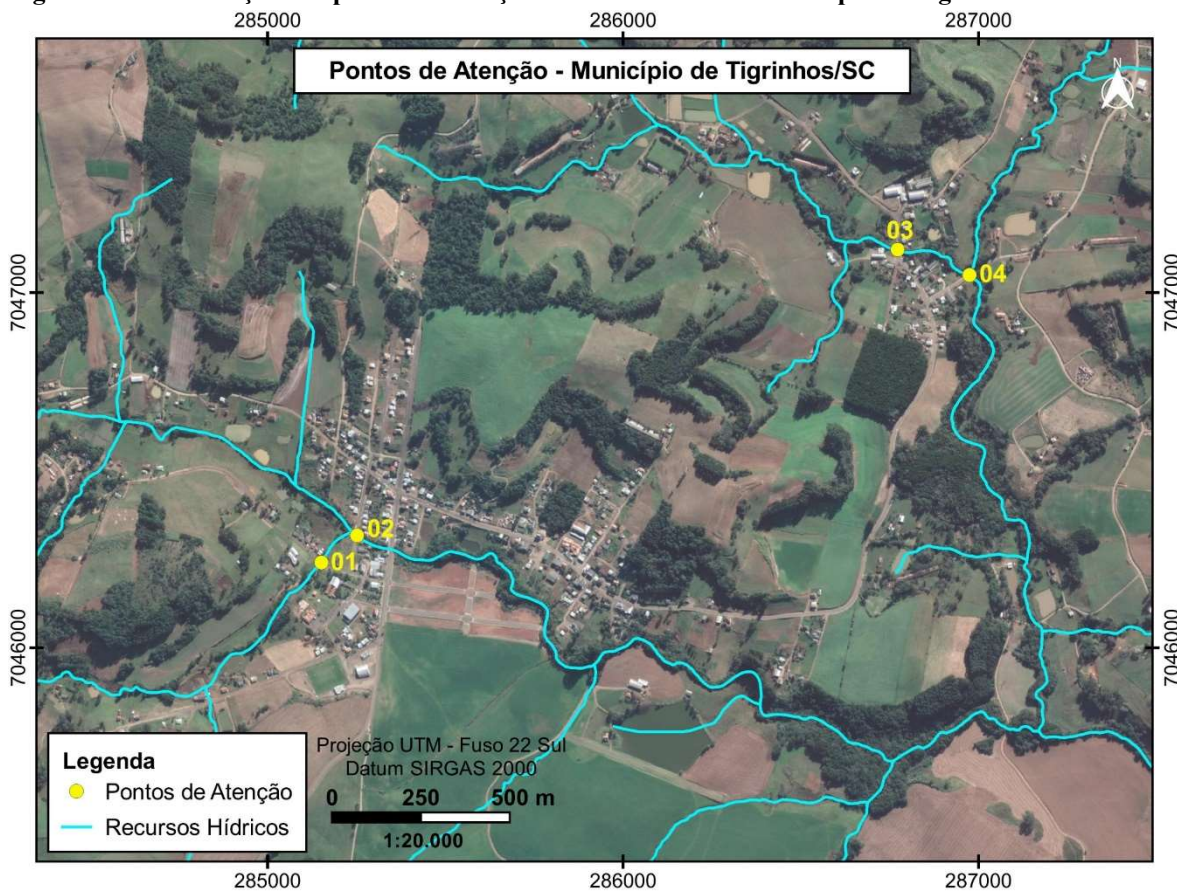 285000 286000 287000
Pontos de Atenção - Município de Tigrinhos/SC
N
03
04
7047000 7047000
02
01
7046000 7046000
Legenda
Pontos de Atenção
Recursos Hídricos
Projeção UTM - Fuso 22 Sul
Datum SIRGAS 2000
0 250 500 m
1:20.000
285000 286000 287000